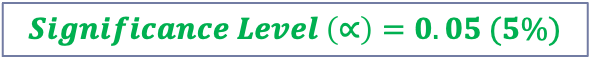 Significance Level (∝) = 0.05 (5%)